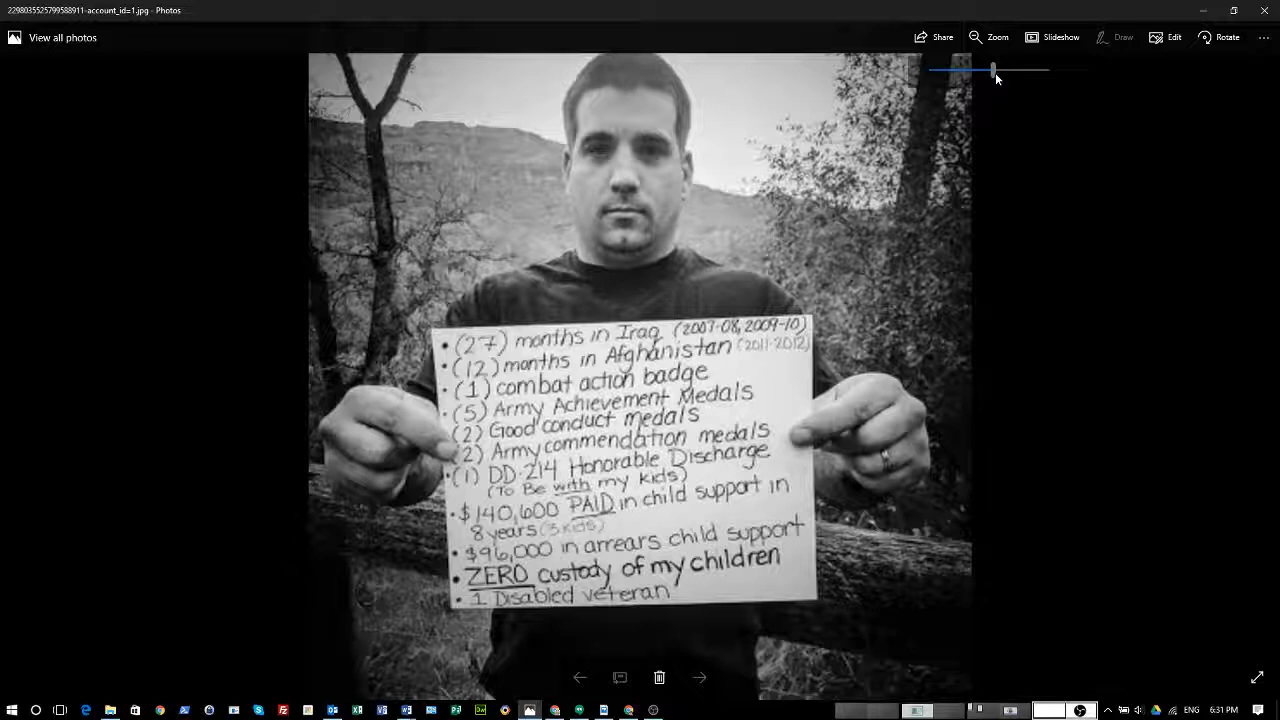 2298035525799588911-account_id=1.jpg - Photos
View all photos
Share Zoom Slideshow Draw Edit Rotate
• (27) months in Iraq (2007-08, 2009-10)
• (12) months in Afghanistan (2011-2012)
• (1) combat action badge
• (5) Army Achievement Medals
(2) Good conduct medals
(2) Army commendation medals
• (1) DD-214 Honorable Discharge
(To Be with my kids)
• $140,600 PAID in child support in
8 years (3 kids)
• $96,000 in arrears child support
• ZERO custody of my children
• 1 Disabled veteran
ENG 6:31 PM